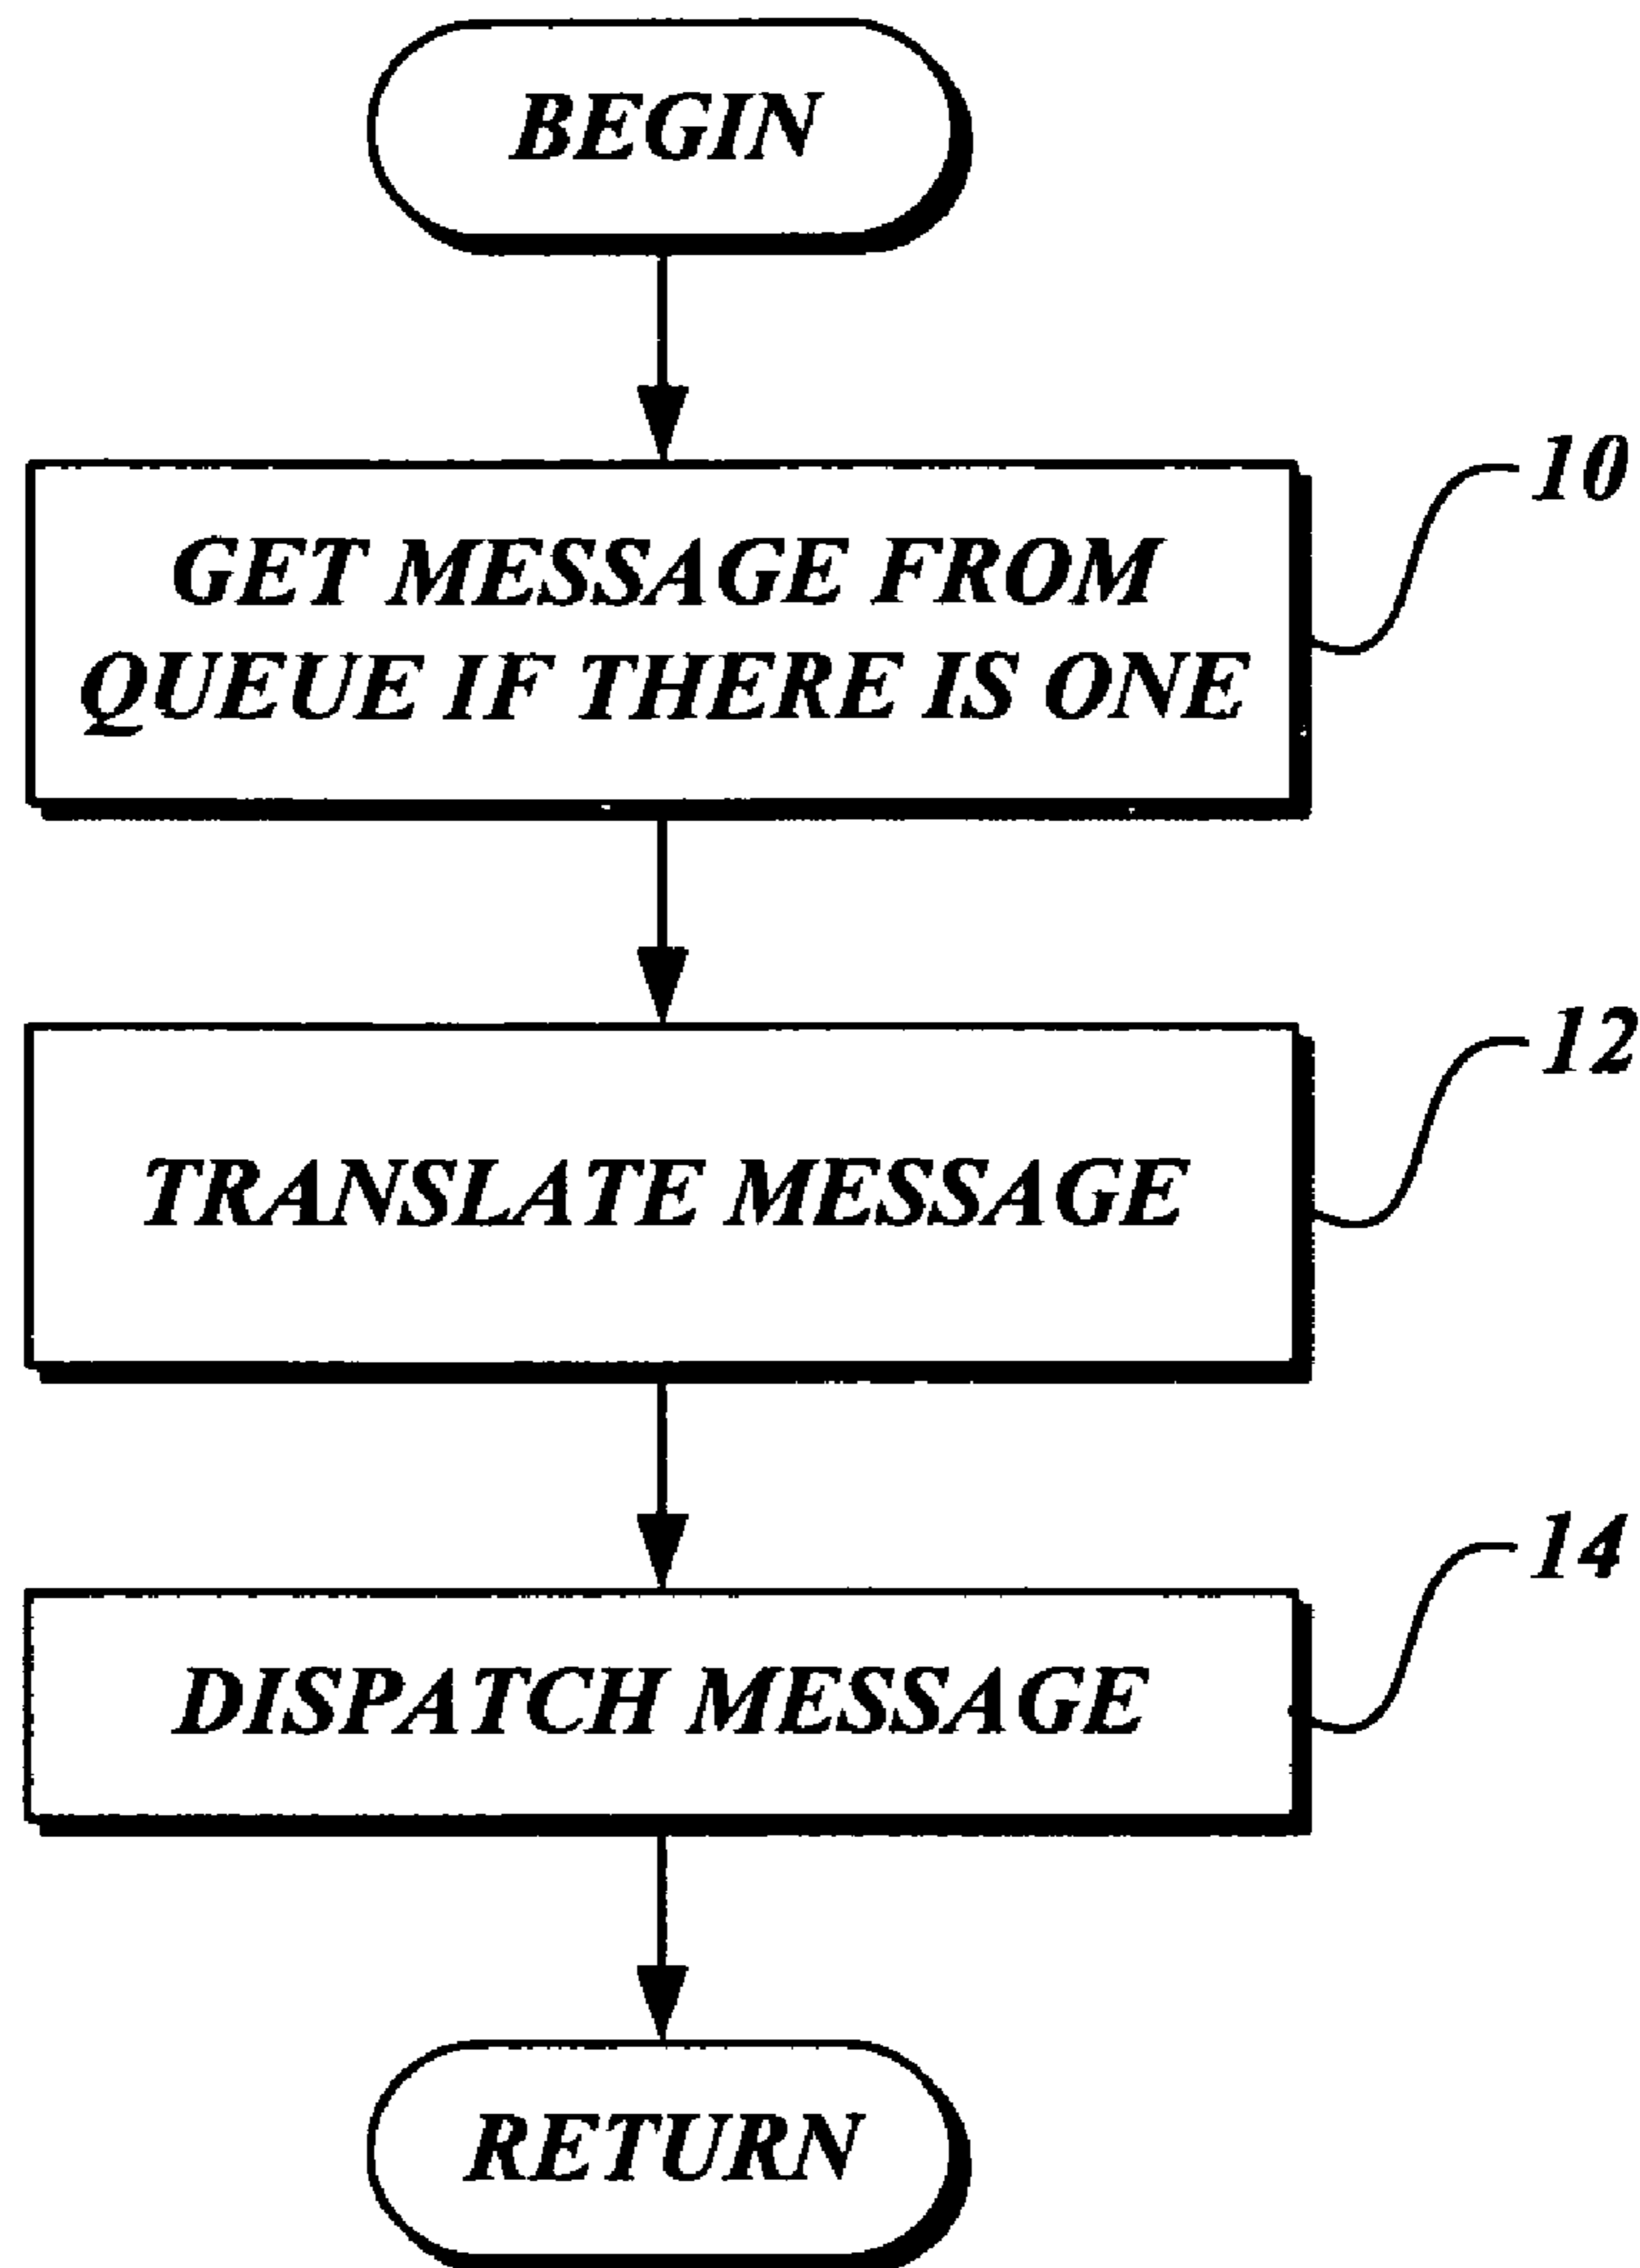 BEGIN
10
GET MESSAGE FROM
QUEUE IF THERE IS ONE
12
TRANSLATE MESSAGE
14
DISPATCH MESSAGE
RETURN